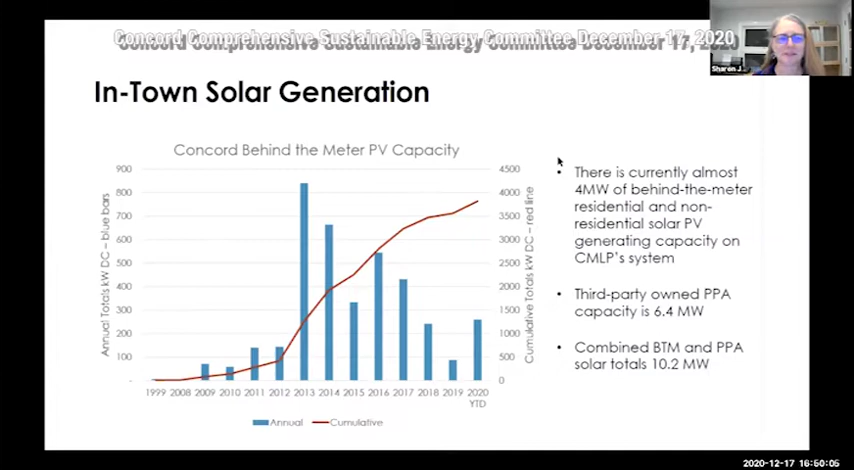 Concord Comprehensive Sustainable Energy Committee December 17, 2020
Sharon J.
In-Town Solar Generation
Concord Behind the Meter PV Capacity
Annual Totals kW DC – blue bars
900
800
700
600
500
400
300
200
100
-
4500
4000
3500
3000
2500
2000
1500
1000
500
0
Cumulative Totals kW DC – red line
1999 2008 2009 2010 2011 2012 2013 2014 2015 2016 2017 2018 2019 2020
YTD
Annual Cumulative
• There is currently almost
4MW of behind-the-meter
residential and non-
residential solar PV
generating capacity on
CMLP's system
• Third-party owned PPA
capacity is 6.4 MW
• Combined BTM and PPA
solar totals 10.2 MW
2020-12-17 16:50:05